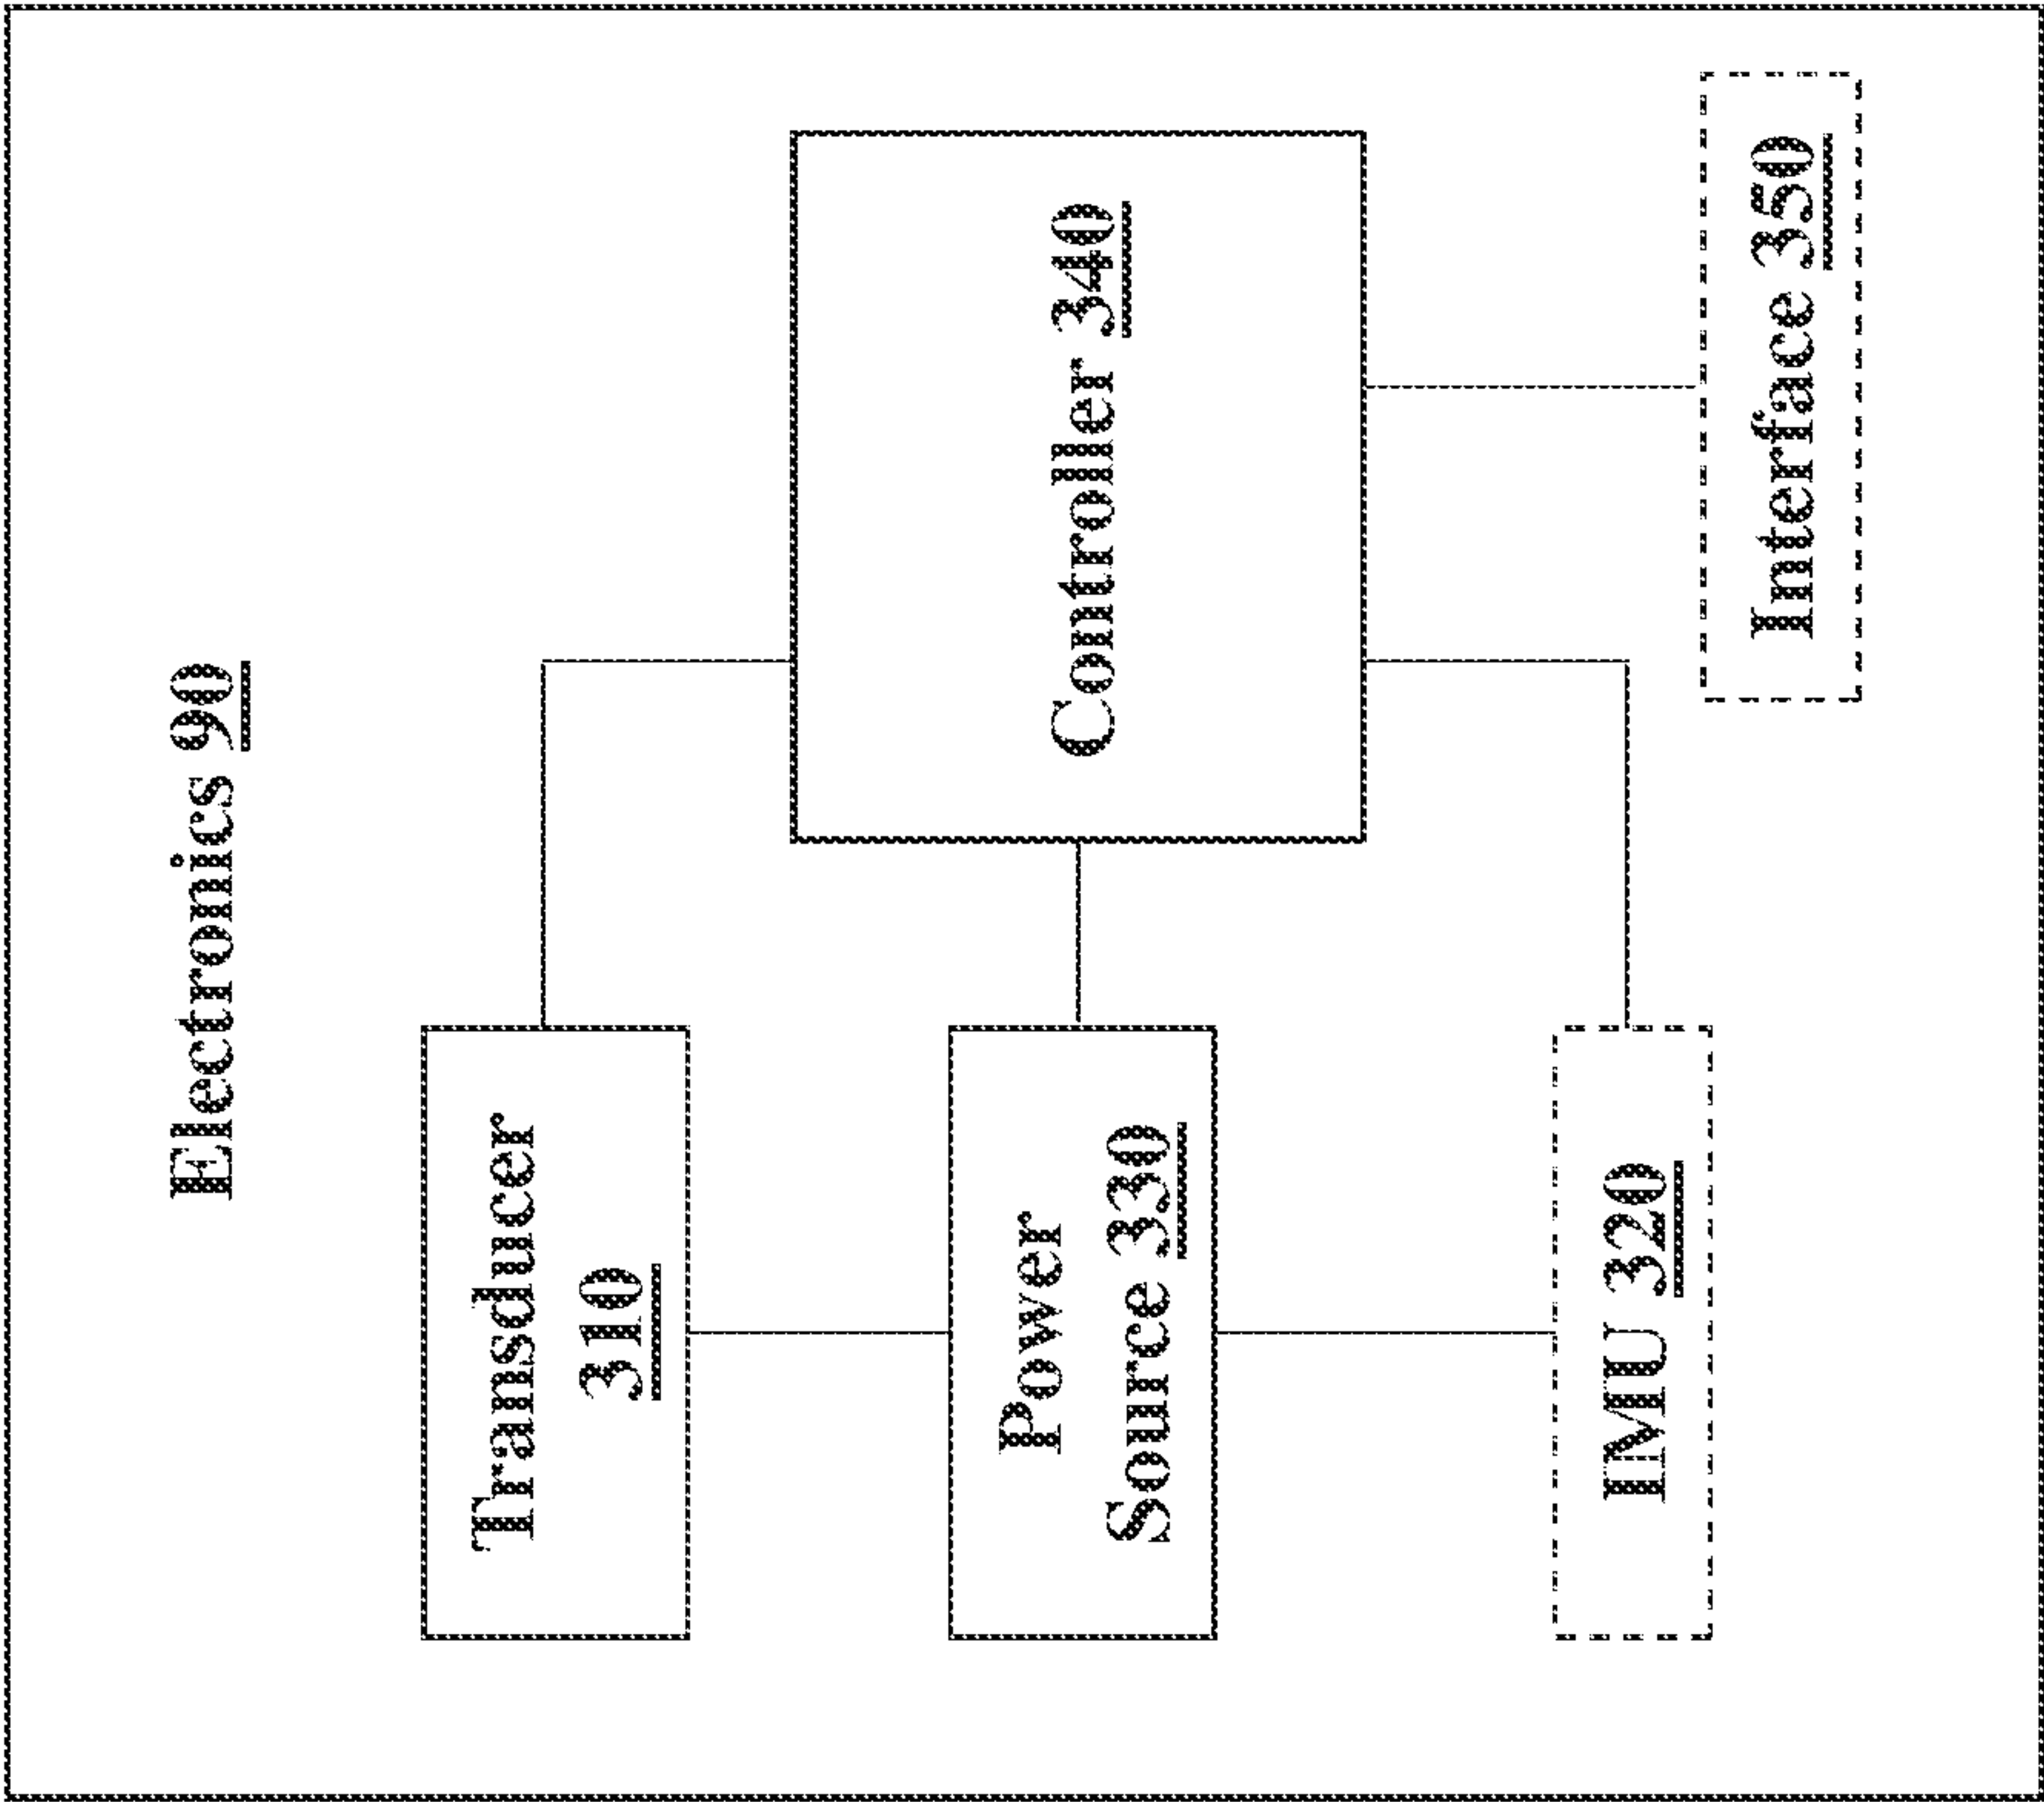 Electronics 90
Transducer
310
Power
Source 330
IMU 320
Controller 340
Interface 350